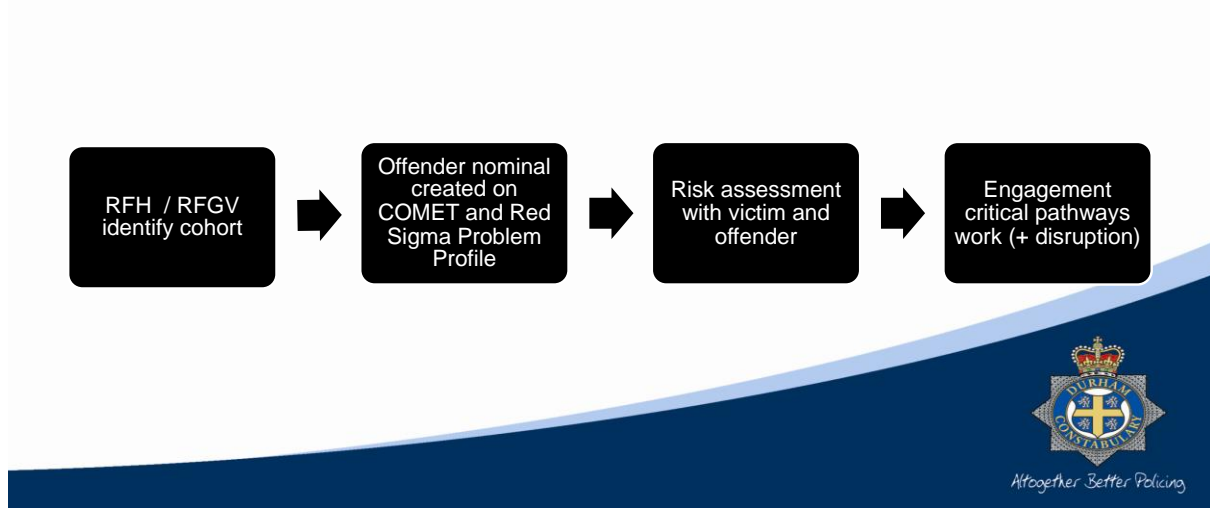 RFH / RFGV
identify cohort
Offender nominal
created on
COMET and Red
Sigma Problem
Profile
Risk assessment
with victim and
offender
Engagement
critical pathways
work (+ disruption)
DURHAM
CONSTABULARY
Altogether Better Policing